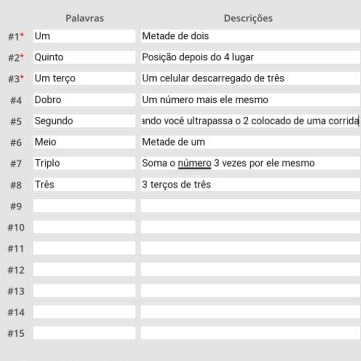 Palavras Descrições
#1* Um Metade de dois
#2* Quinto Posição depois do 4 lugar
#3* Um terço Um celular descarregado de três
#4 Dobro Um número mais ele mesmo
#5 Segundo ando você ultrapassa o 2 colocado de uma corrida
#6 Meio Metade de um
#7 Triplo Soma o número 3 vezes por ele mesmo
#8 Três 3 terços de três
#9
#10
#11
#12
#13
#14
#15